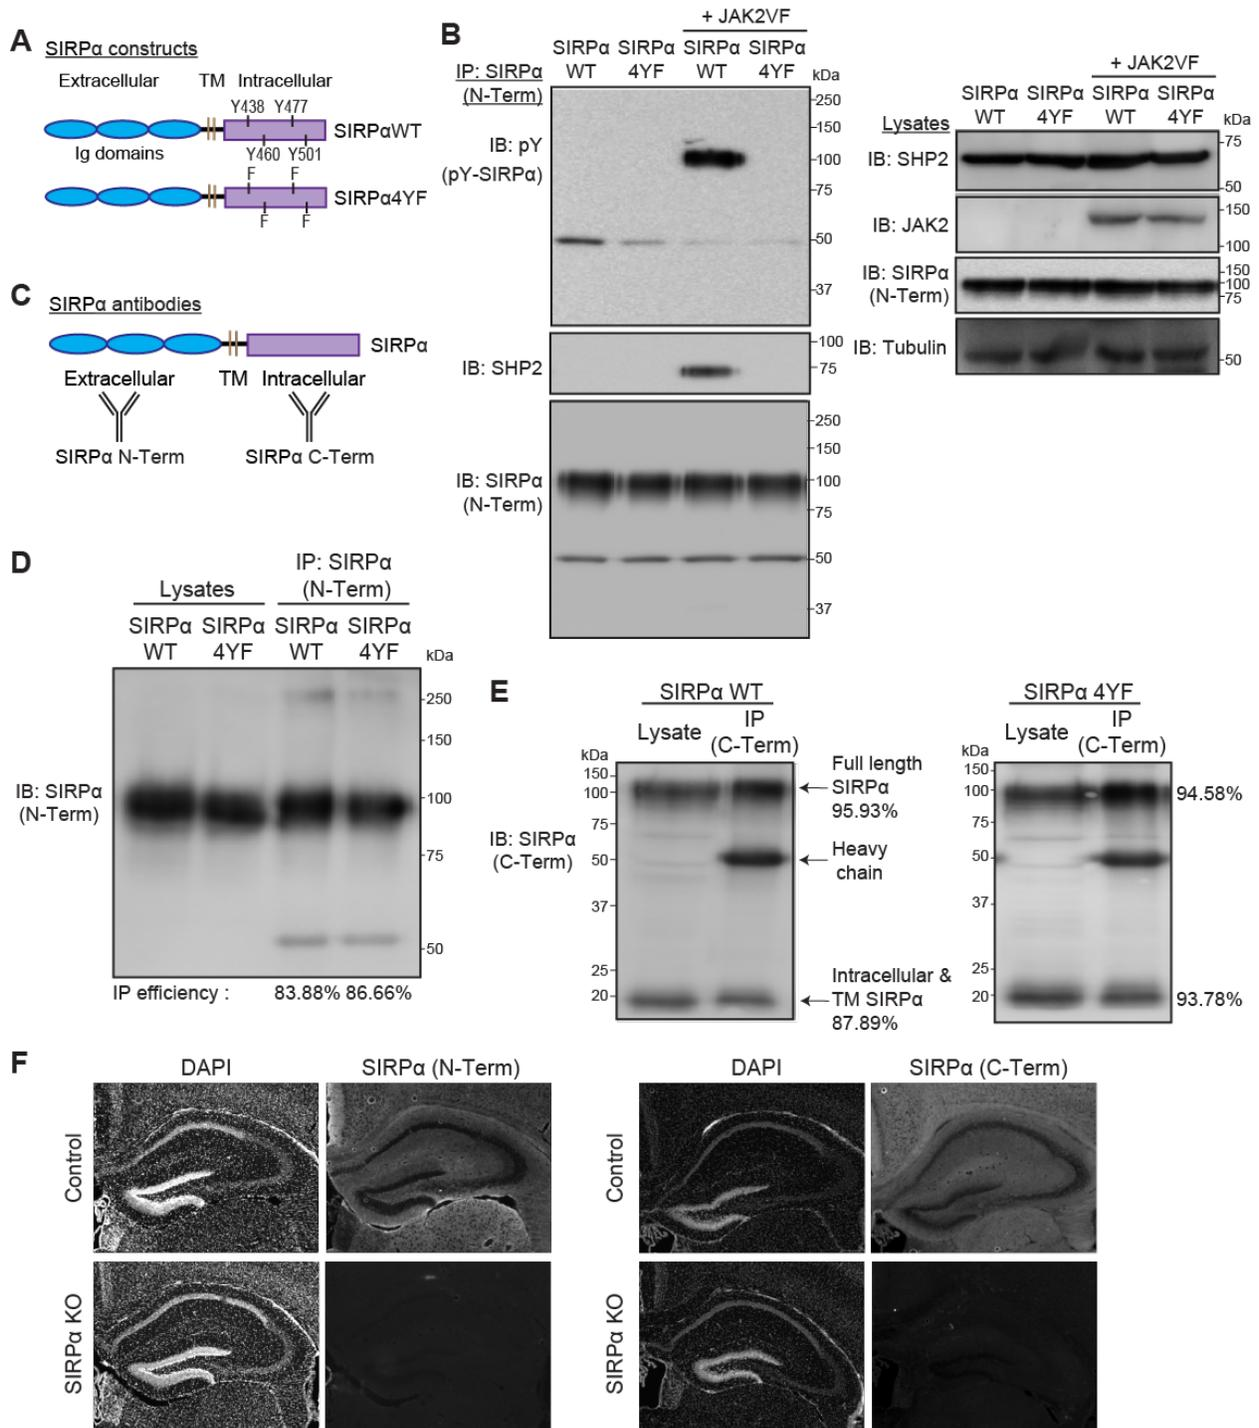 A
SIRPα constructs
Extracellular TM Intracellular
Y438 Y477
SIRPαWT
Ig domains
Y460 Y501
F F
SIRPα4YF
F F
B
+ JAK2VF
SIRPα SIRPα SIRPα SIRPα
WT 4YF WT 4YF
IP: SIRPα
(N-Term)
kDa
IB: pY
(pY-SIRPα)
250
150
100
75
50
37
IB: SHP2
100
75
IB: SIRPα
(N-Term)
250
150
100
75
50
37
+ JAK2VF
SIRPα SIRPα SIRPα SIRPα
WT 4YF WT 4YF
Lysates
kDa
IB: SHP2
75
50
IB: JAK2
150
100
IB: SIRPα
(N-Term)
150
100
75
IB: Tubulin
50
C
SIRPα antibodies
SIRPα
Extracellular TM Intracellular
SIRPα N-Term SIRPα C-Term
D
Lysates
IP: SIRPα
(N-Term)
SIRPα SIRPα SIRPα SIRPα
WT 4YF WT 4YF
kDa
IB: SIRPα
(N-Term)
250
150
100
75
50
IP efficiency : 83.88% 86.66%
E
SIRPα WT
Lysate IP
(C-Term)
kDa
150
100
75
50
37
25
20
IB: SIRPα
(C-Term)
Full length
SIRPα
95.93%
Heavy
chain
Intracellular &
TM SIRPα
87.89%
SIRPα 4YF
Lysate IP
(C-Term)
kDa
150
100
75
50
37
25
20
94.58%
93.78%
F
DAPI SIRPα (N-Term) DAPI SIRPα (C-Term)
Control
Control
SIRPα KO
SIRPα KO